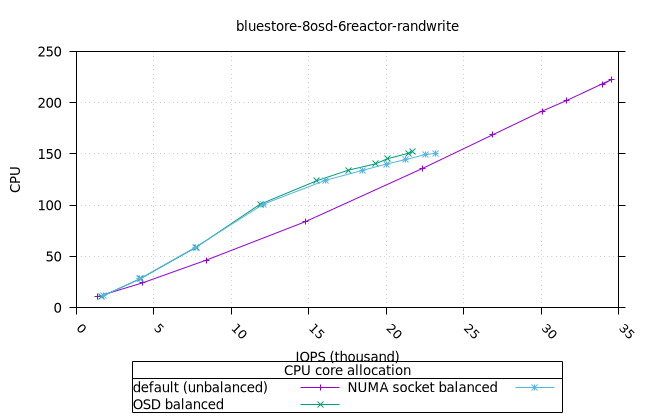 bluestore-8osd-6reactor-randwrite
250
200
150
100
50
0
CPU
0 5 10 15 20 25 30 35
IOPS (thousand)
CPU core allocation
default (unbalanced) NUMA socket balanced
OSD balanced